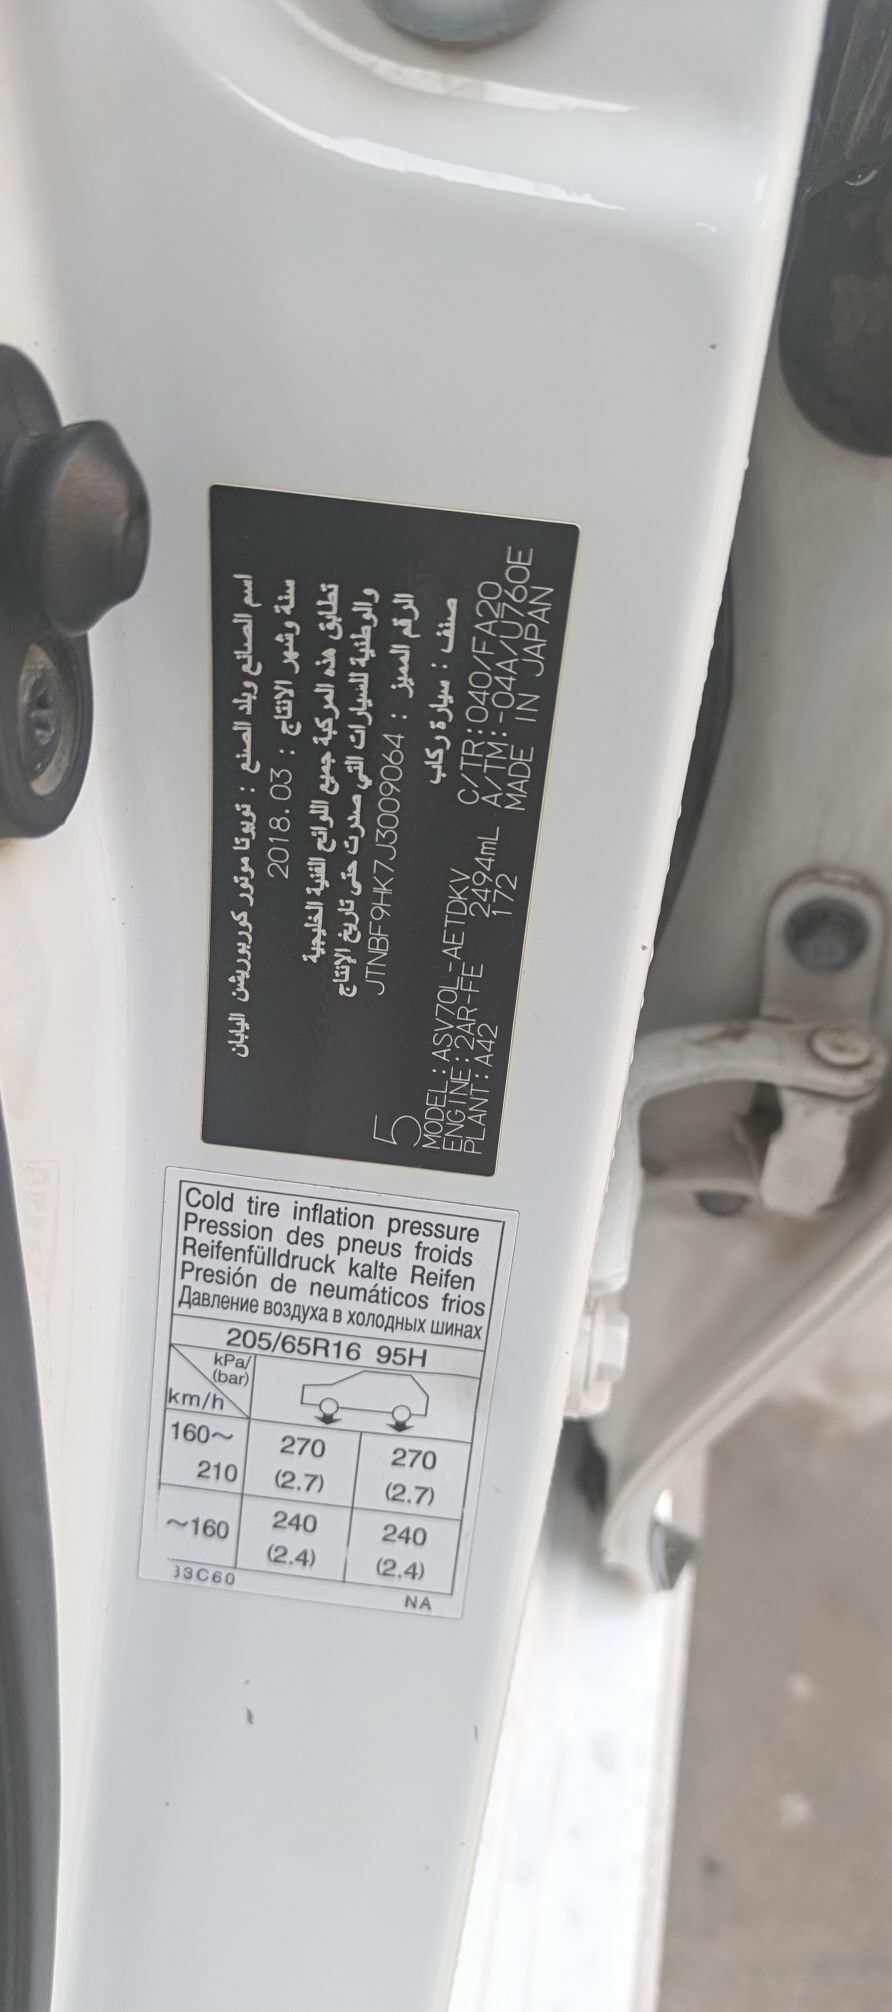 اسم الصانع وبلد الصنع : تويوتا موتور كوربوريشن اليابان
سنة وشهر الانتاج : 2018.03
تطابق هذه المركبة جميع اللوائح الفنية الخليجية
والوطنية للسيارات التي صدرت حتى تاريخ الإنتاج
الرقم المميز : JTNBF9HK7J3009064
صنف : سيارة ركاب
5
MODEL:ASV70L-AETDKV C/TR:040/FA20
ENGINE:2AR-FE 2494mL A/TM:-04A/U760E
PLANT:A42 172 MADE IN JAPAN
Cold tire inflation pressure
Pression des pneus froids
Reifenfülldruck kalte Reifen
Presión de neumáticos frios
Давление воздуха в холодных шинах
205/65R16 95H
kPa/
(bar)
km/h
160~ 270 270
210 (2.7) (2.7)
~160 240 240
(2.4) (2.4)
33C60
NA